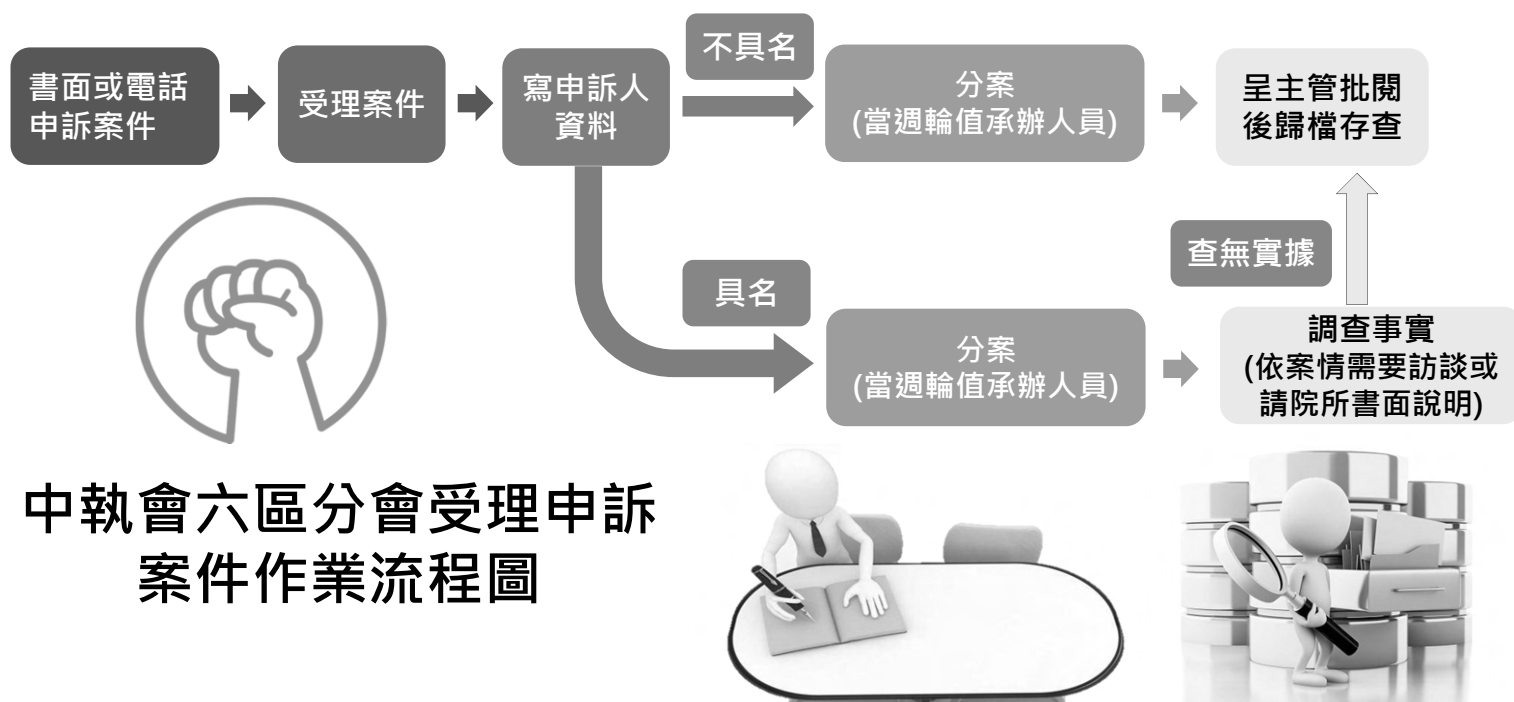 書面或電話
申訴案件
受理案件
寫申訴人
資料
不具名
分案
(當週輪值承辦人員)
呈主管批閱
後歸檔存查
具名
分案
(當週輪值承辦人員)
查無實據
調查事實
(依案情需要訪談或
請院所書面說明)
中執會六區分會受理申訴
案件作業流程圖